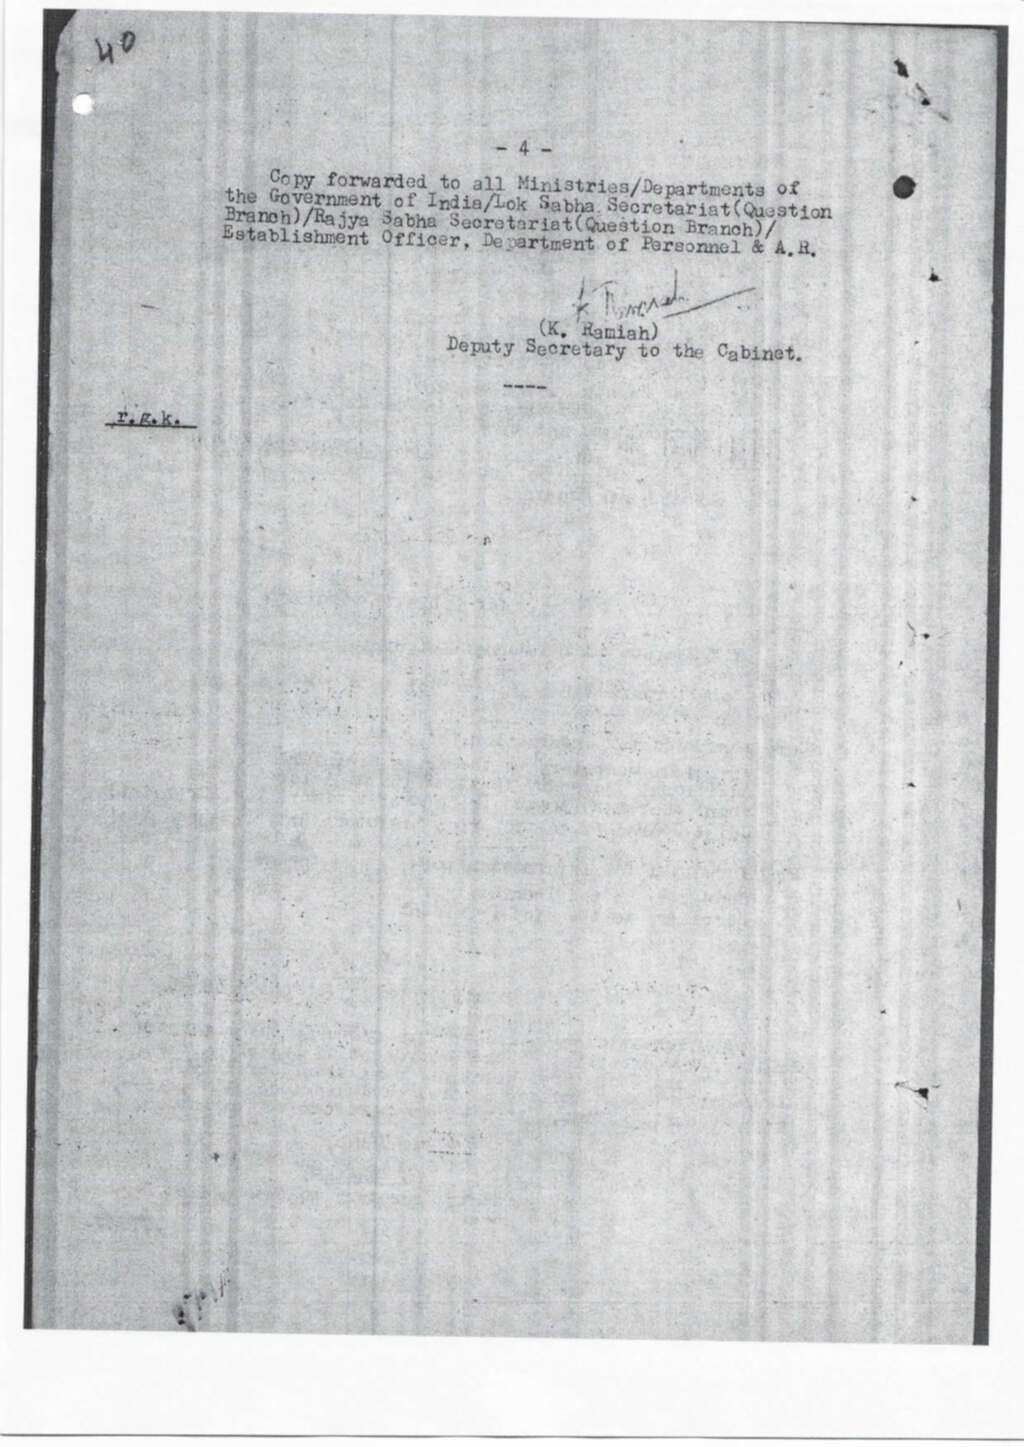 40
- 4 -
Copy forwarded to all Ministries/Departments of
the Government of India/Lok Sabha Secretariat(Question
Branch)/Rajya Sabha Secretariat(Question Branch)/
Establishment Officer, Department of Personnel & A.R.
(K. Ramiah)
Deputy Secretary to the Cabinet.
----
r.g.k.